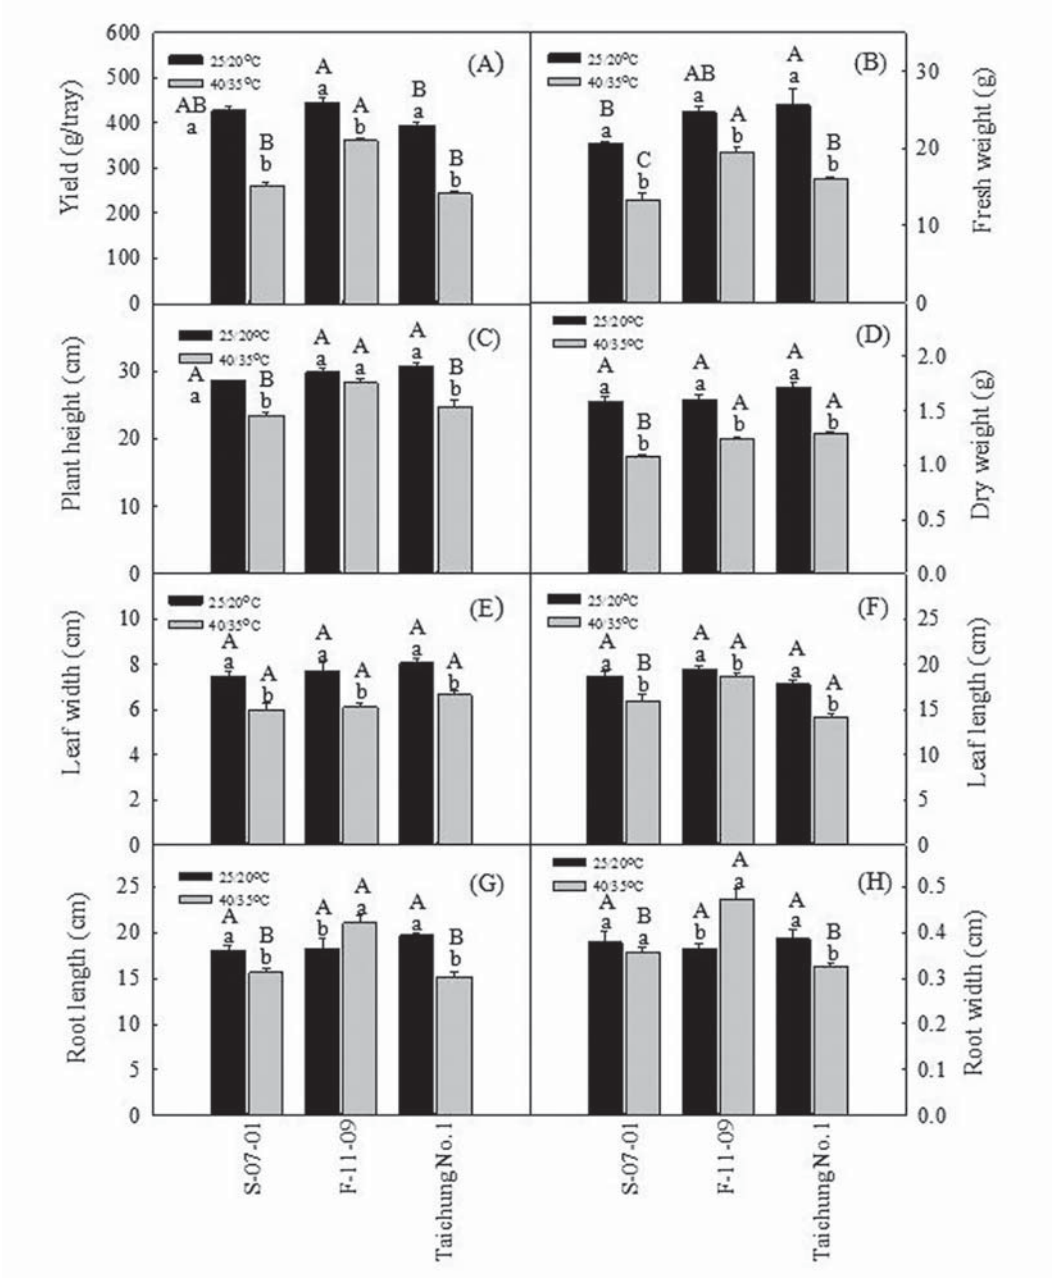 600
500
400
300
200
100
0
Yield (g/tray)
25/20°C
40/35°C
(A)
AB
a
B
b
A
a
A
b
B
a
B
b
25/20°C
40/35°C
(B)
B
a
C
b
AB
a
A
b
A
a
B
b
30
20
10
0
Fresh weight (g)
30
20
10
0
Plant height (cm)
25/20°C
40/35°C
(C)
A
a
B
b
A
a
A
a
A
a
B
b
25/20°C
40/35°C
(D)
A
a
B
b
A
a
A
b
A
a
A
b
2.0
1.5
1.0
0.5
0.0
Dry weight (g)
10
8
6
4
2
0
Leaf width (cm)
25/20°C
40/35°C
(E)
A
a
A
b
A
a
A
b
A
a
A
b
25/20°C
40/35°C
(F)
A
a
B
b
A
a
A
b
A
a
A
b
25
20
15
10
5
0
Leaf length (cm)
25
20
15
10
5
0
Root length (cm)
25/20°C
40/35°C
(G)
A
a
B
b
A
b
A
a
A
a
B
b
25/20°C
40/35°C
(H)
A
a
B
a
A
b
A
a
A
a
B
b
0.5
0.4
0.3
0.2
0.1
0.0
Root width (cm)
S-07-01
F-11-09
Taichung No. 1
S-07-01
F-11-09
Taichung No. 1